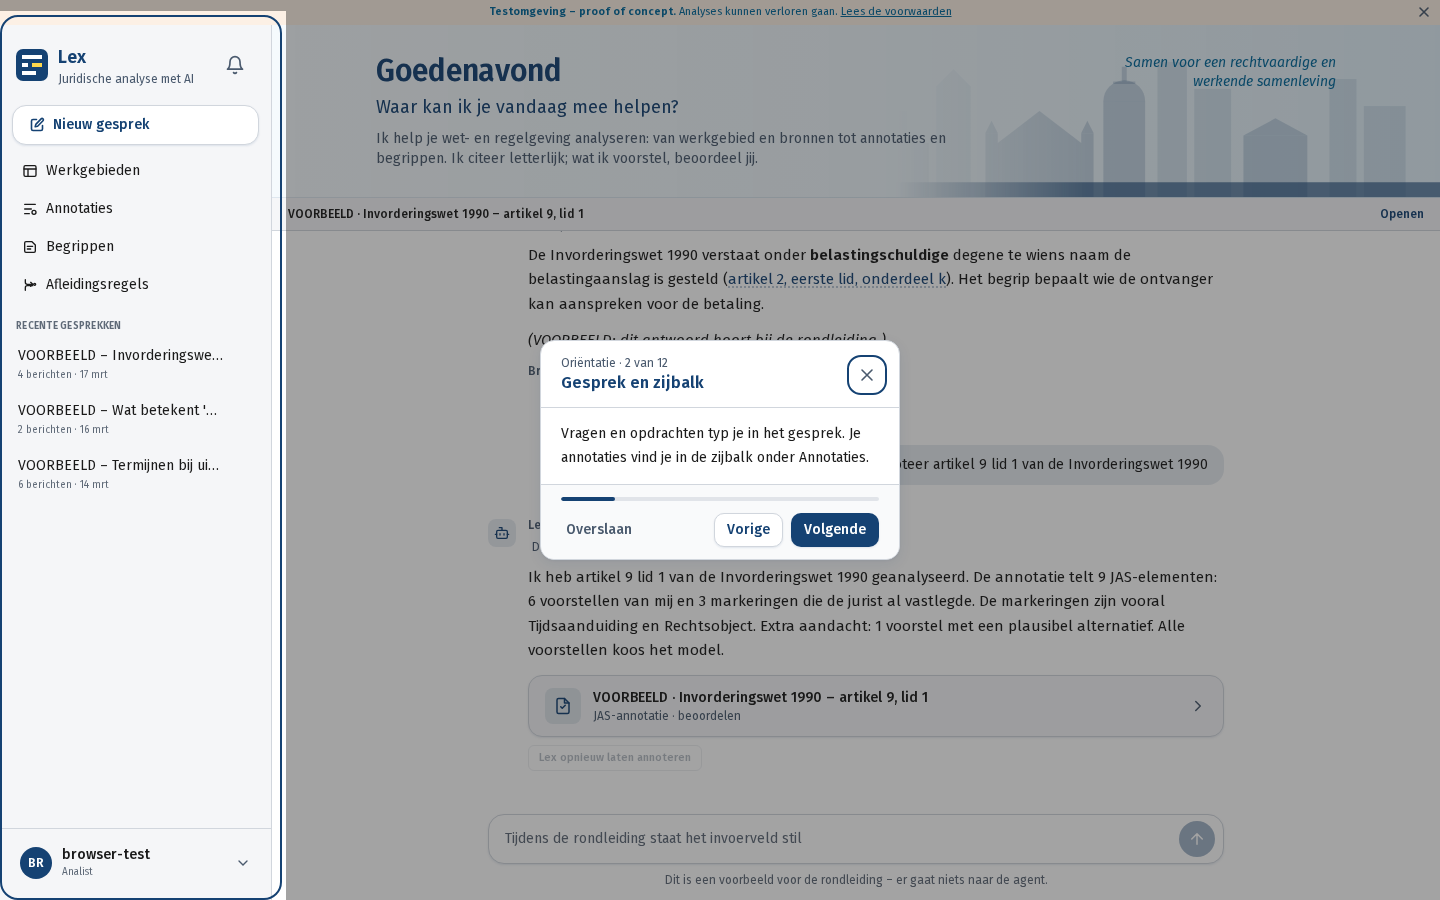 Testomgeving – proof of concept. Analyses kunnen verloren gaan. Lees de voorwaarden
Lex
Juridische analyse met AI
Nieuw gesprek
Werkgebieden
Annotaties
Begrippen
Afleidingsregels
RECENTE GESPREKKEN
VOORBEELD – Invorderingswe…
4 berichten · 17 mrt
VOORBEELD – Wat betekent '…
2 berichten · 16 mrt
VOORBEELD – Termijnen bij ui…
6 berichten · 14 mrt
BR
browser-test
Analist
Goedenavond
Waar kan ik je vandaag mee helpen?
Ik help je wet- en regelgeving analyseren: van werkgebied en bronnen tot annotaties en
begrippen. Ik citeer letterlijk; wat ik voorstel, beoordeel jij.
Samen voor een rechtvaardige en
werkende samenleving
VOORBEELD · Invorderingswet 1990 – artikel 9, lid 1
Openen
De Invorderingswet 1990 verstaat onder belastingschuldige degene te wiens naam de
belastingaanslag is gesteld (artikel 2, eerste lid, onderdeel k). Het begrip bepaalt wie de ontvanger
kan aanspreken voor de betaling.
(VOORBEELD: dit antwoord hoort bij de rondleiding.)
Oriëntatie · 2 van 12
Gesprek en zijbalk
Vragen en opdrachten typ je in het gesprek. Je
annotaties vind je in de zijbalk onder Annotaties.
Overslaan
Vorige
Volgende
artikel 9 lid 1 van de Invorderingswet 1990
Ik heb artikel 9 lid 1 van de Invorderingswet 1990 geanalyseerd. De annotatie telt 9 JAS-elementen:
6 voorstellen van mij en 3 markeringen die de jurist al vastlegde. De markeringen zijn vooral
Tijdsaanduiding en Rechtsobject. Extra aandacht: 1 voorstel met een plausibel alternatief. Alle
voorstellen koos het model.
VOORBEELD · Invorderingswet 1990 – artikel 9, lid 1
JAS-annotatie · beoordelen
Lex opnieuw laten annoteren
Tijdens de rondleiding staat het invoerveld stil
Dit is een voorbeeld voor de rondleiding – er gaat niets naar de agent.